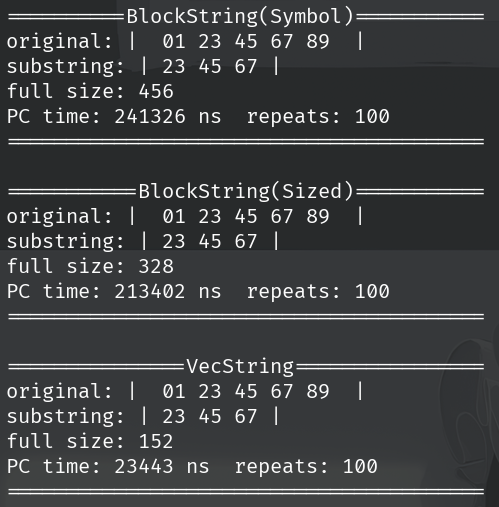 ==========BlockString(Symbol)===========
original: |  01 23 45 67 89  |
substring: | 23 45 67 |
full size: 456
PC time: 241326 ns  repeats: 100
========================================
===========BlockString(Sized)===========
original: |  01 23 45 67 89  |
substring: | 23 45 67 |
full size: 328
PC time: 213402 ns  repeats: 100
========================================
===============VecString================
original: |  01 23 45 67 89  |
substring: | 23 45 67 |
full size: 152
PC time: 23443 ns  repeats: 100
========================================